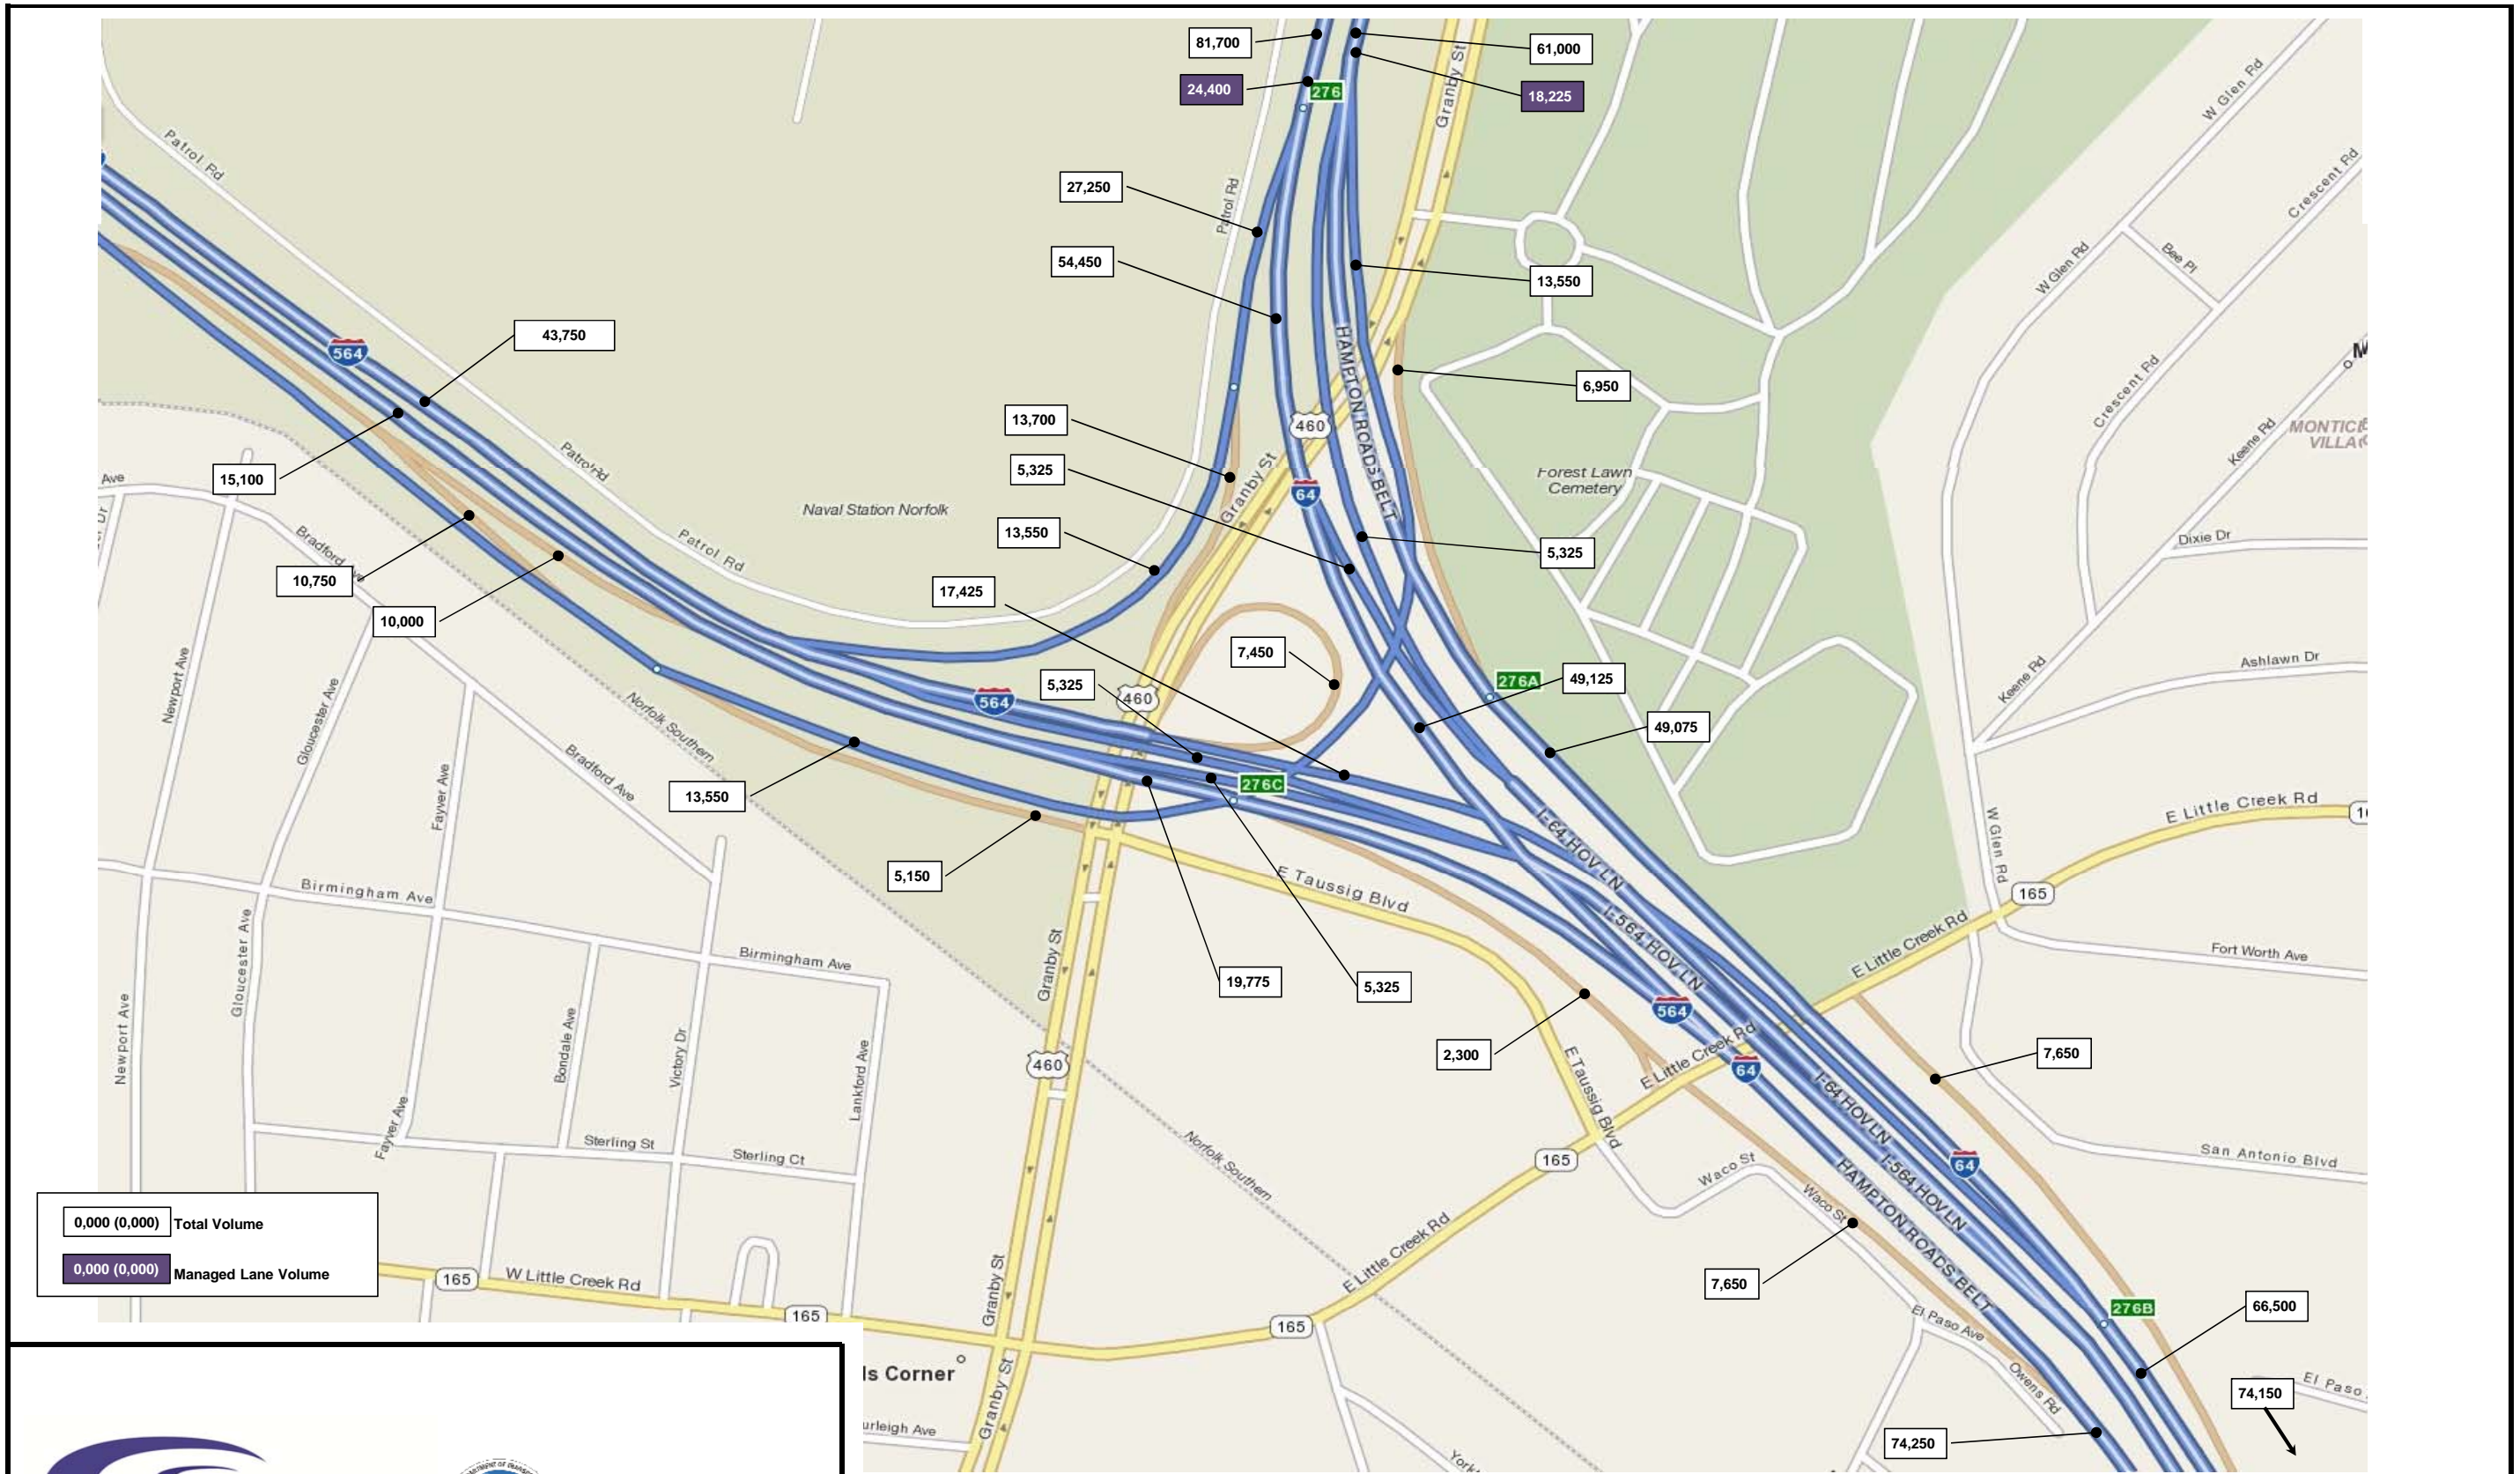 81,700
61,000
24,400
276
18,225
Granby St
W Glen Rd
Patrol Rd
Crescent Rd
27,250
Patrol Rd
54,450
13,550
W Glen Rd
Bee Pl
43,750
564
HAMPTON ROADS BELT
6,950
Crescent Rd
M
13,700
460
Keene Rd
MONTICE
VILLA
Patrol Rd
15,100
Ave
5,325
Granby St
64
Forest Lawn
Cemetery
Naval Station Norfolk
Dr
13,550
5,325
Dixie Dr
Patrol Rd
Bradford Ave
10,750
17,425
10,000
7,450
Newport Ave
Gloucester Ave
Norfolk Southern
564
5,325
460
276A
49,125
Keene Rd
Ashlawn Dr
49,075
Fayver Ave
Bradford Ave
13,550
276C
E Little Creek Rd
I-64 HOV LN
W Glen Rd
5,150
Birmingham Ave
E Taussig Blvd
165
Gloucester Ave
Granby St
I-564 HOV LN
E Little Creek Rd
Birmingham Ave
Fort Worth Ave
19,775
5,325
564
Newport Ave
Bondale Ave
Victory Dr
Lankford Ave
460
2,300
E Little Creek Rd
7,650
64
E Taussig Blvd
I-64 HOV LN
Fayver Ave
Sterling St
Sterling Ct
Norfolk Southern
165
Waco St
64
San Antonio Blvd
0,000 (0,000) Total Volume
0,000 (0,000) Managed Lane Volume
Waco St
HAMPTON ROADS BELT
I-564 HOV LN
165
W Little Creek Rd
165
Granby St
E Little Creek Rd
165
7,650
El Paso Ave
276B
66,500
ls Corner
Granby St
Owens Rd
El Paso
74,150
urleigh Ave
74,250
York